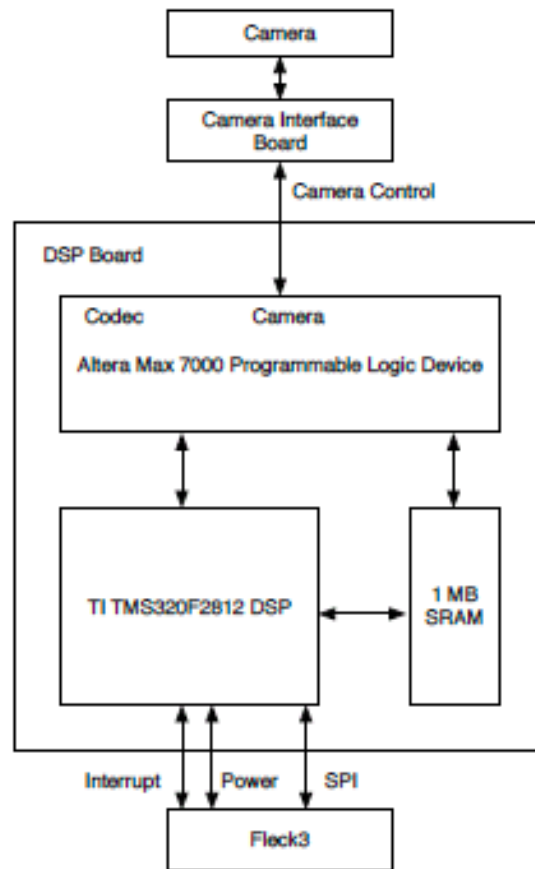 Camera
Camera Interface
Board
Camera Control
DSP Board
Codec Camera
Altera Max 7000 Programmable Logic Device
TI TMS320F2812 DSP
1 MB
SRAM
Interrupt Power SPI
Fleck3